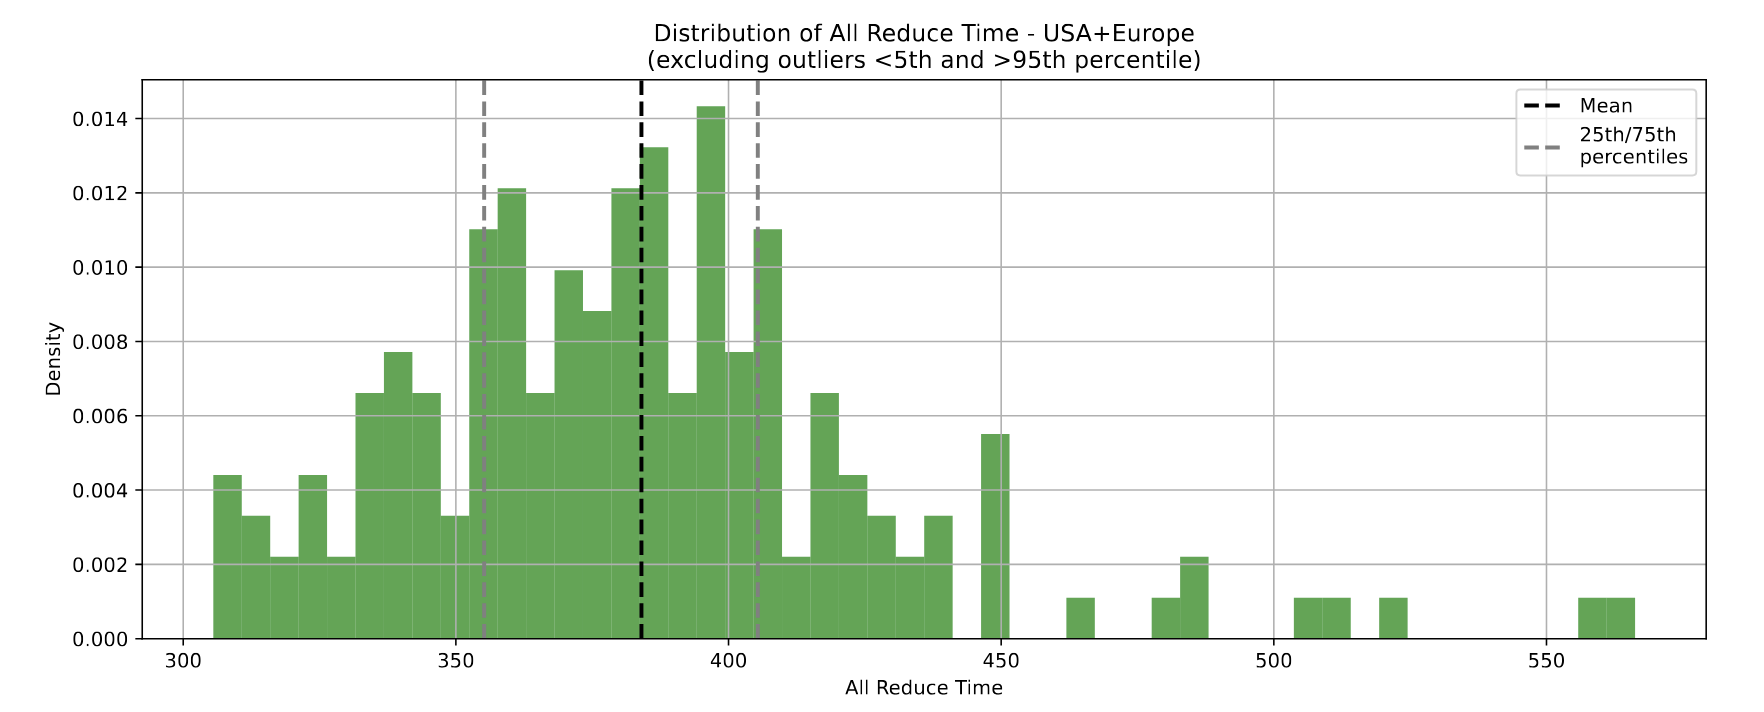 Distribution of All Reduce Time - USA+Europe
(excluding outliers <5th and >95th percentile)
Mean
25th/75th
percentiles
0.014
0.012
0.010
0.008
0.006
0.004
0.002
0.000
Density
300
350
400
450
500
550
All Reduce Time